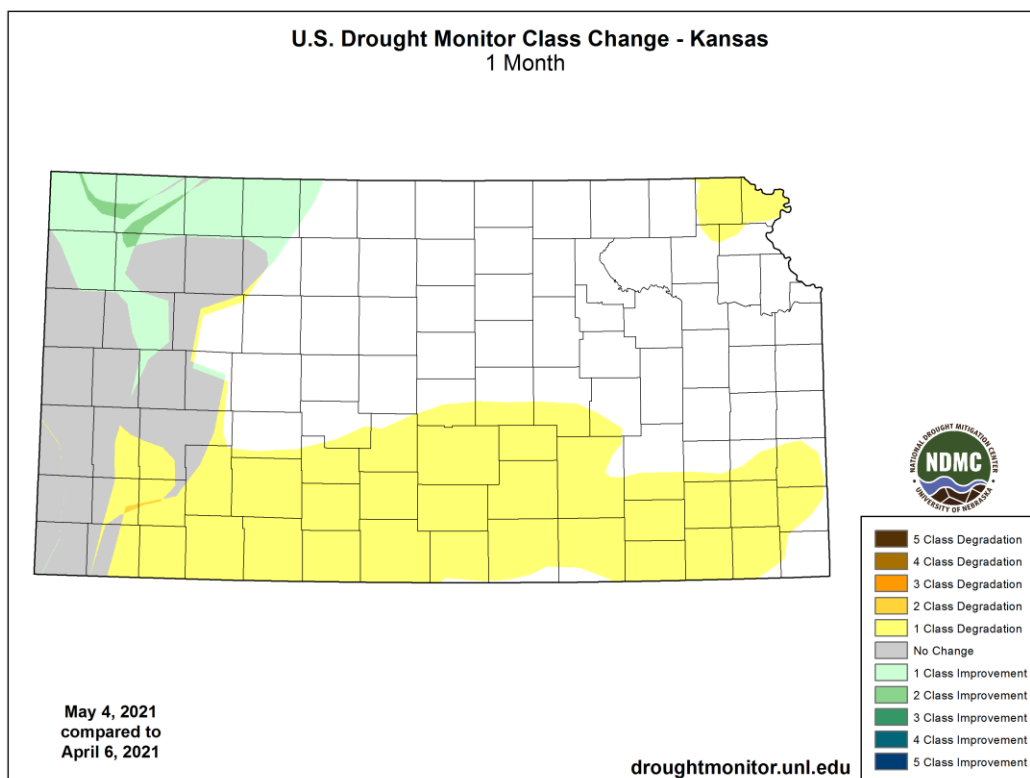 U.S. Drought Monitor Class Change - Kansas
1 Month
NATIONAL DROUGHT MITIGATION CENTER
NDMC
UNIVERSITY OF NEBRASKA
5 Class Degradation
4 Class Degradation
3 Class Degradation
2 Class Degradation
1 Class Degradation
No Change
1 Class Improvement
2 Class Improvement
3 Class Improvement
4 Class Improvement
5 Class Improvement
May 4, 2021
compared to
April 6, 2021
droughtmonitor.unl.edu